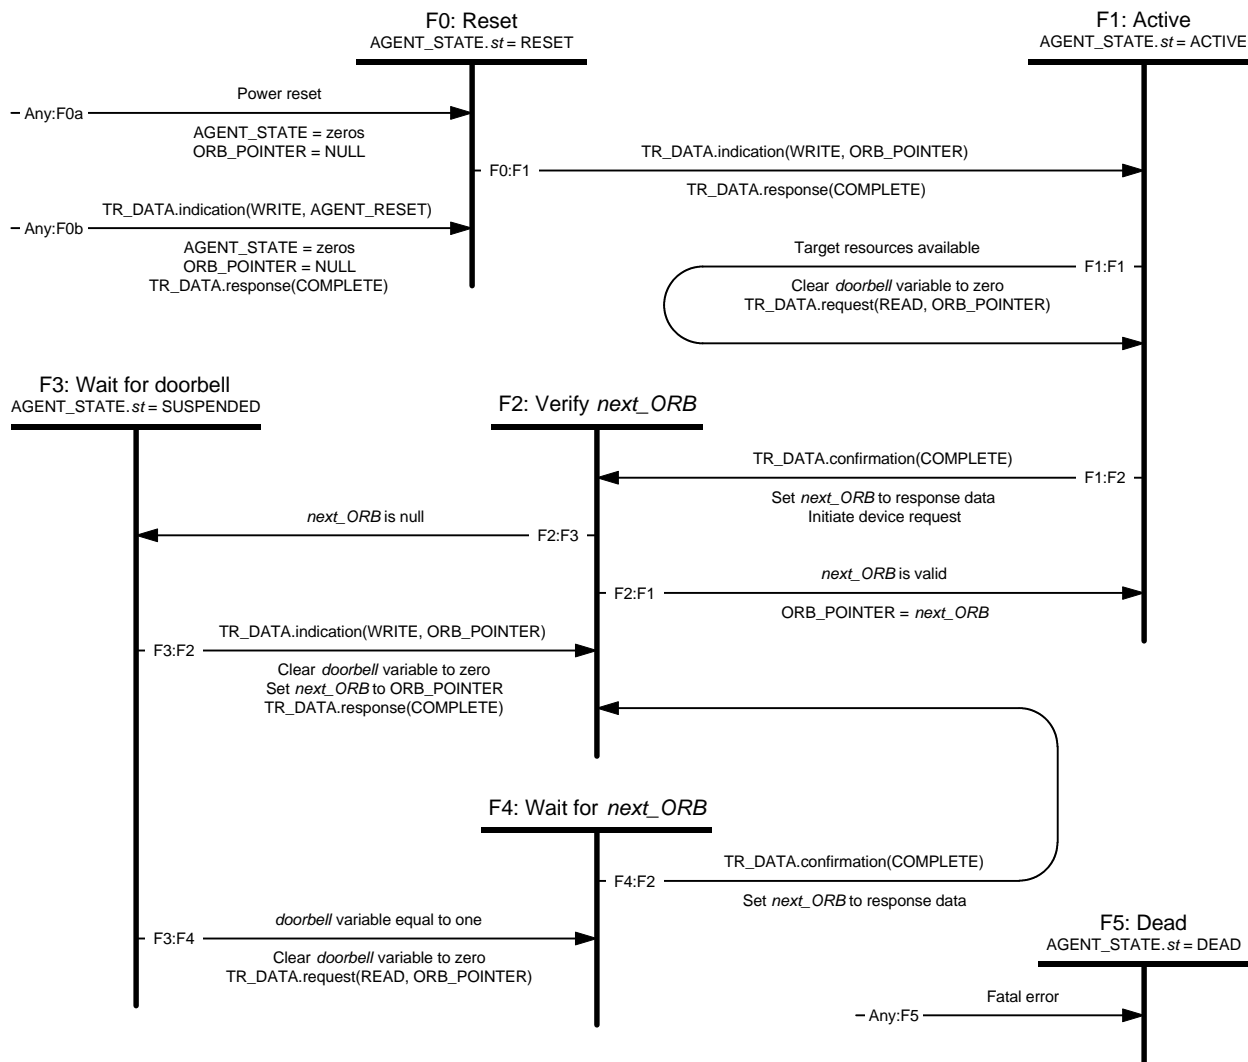 F0: Reset
AGENT_STATE.st = RESET
F1: Active
AGENT_STATE.st = ACTIVE
Power reset
Any:F0a
AGENT_STATE = zeros
ORB_POINTER = NULL
TR_DATA.indication(WRITE, ORB_POINTER)
F0:F1
TR_DATA.response(COMPLETE)
TR_DATA.indication(WRITE, AGENT_RESET)
Any:F0b
AGENT_STATE = zeros
ORB_POINTER = NULL
TR_DATA.response(COMPLETE)
Target resources available
F1:F1
Clear doorbell variable to zero
TR_DATA.request(READ, ORB_POINTER)
F3: Wait for doorbell
AGENT_STATE.st = SUSPENDED
F2: Verify next_ORB
TR_DATA.confirmation(COMPLETE)
F1:F2
Set next_ORB to response data
Initiate device request
next_ORB is null
F2:F3
next_ORB is valid
F2:F1
ORB_POINTER = next_ORB
TR_DATA.indication(WRITE, ORB_POINTER)
F3:F2
Clear doorbell variable to zero
Set next_ORB to ORB_POINTER
TR_DATA.response(COMPLETE)
F4: Wait for next_ORB
TR_DATA.confirmation(COMPLETE)
F4:F2
Set next_ORB to response data
doorbell variable equal to one
F3:F4
Clear doorbell variable to zero
TR_DATA.request(READ, ORB_POINTER)
F5: Dead
AGENT_STATE.st = DEAD
Fatal error
Any:F5